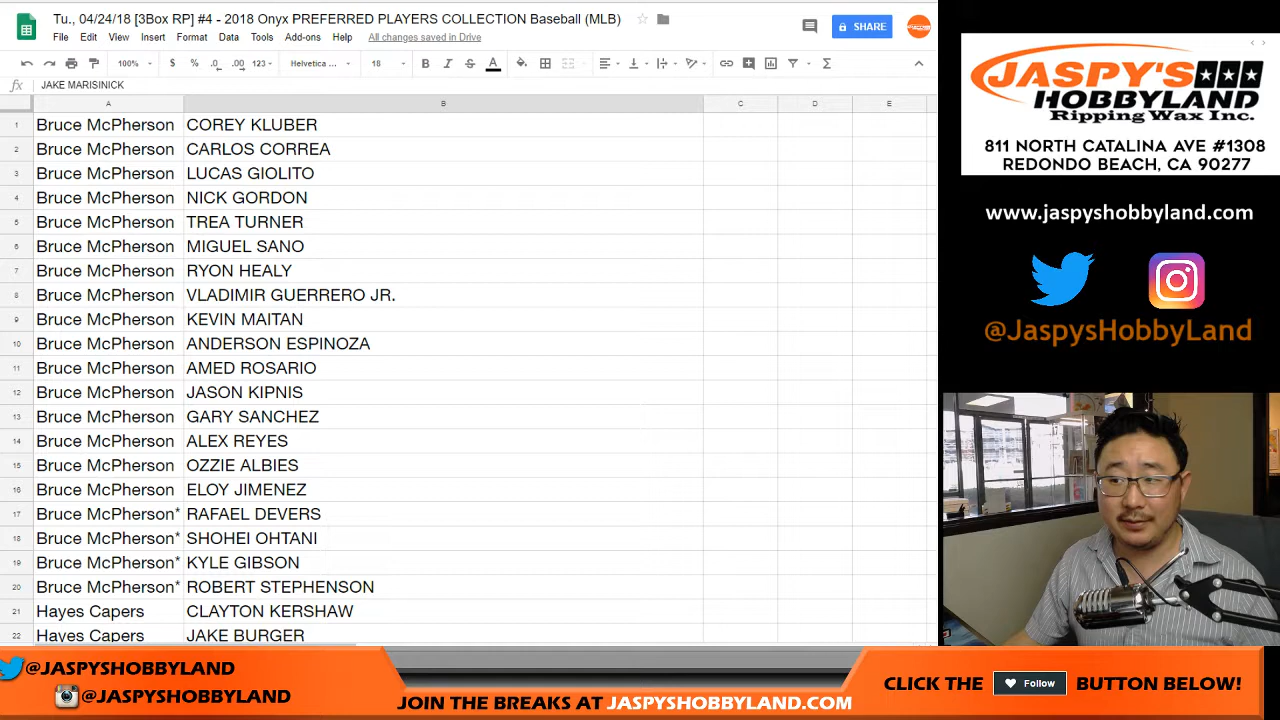 Tu., 04/24/18 [3Box RP] #4 - 2018 Onyx PREFERRED PLAYERS COLLECTION Baseball (MLB)
SHARE
File Edit View Insert Format Data Tools Add-ons Help All changes saved in Drive
100% $ % .0 .00 123 Helvetica ... 18 B I S A
fx JAKE MARISINICK
A B C D E
1 Bruce McPherson COREY KLUBER
2 Bruce McPherson CARLOS CORREA
3 Bruce McPherson LUCAS GIOLITO
4 Bruce McPherson NICK GORDON
5 Bruce McPherson TREA TURNER
6 Bruce McPherson MIGUEL SANO
7 Bruce McPherson RYON HEALY
8 Bruce McPherson VLADIMIR GUERRERO JR.
9 Bruce McPherson KEVIN MAITAN
10 Bruce McPherson ANDERSON ESPINOZA
11 Bruce McPherson AMED ROSARIO
12 Bruce McPherson JASON KIPNIS
13 Bruce McPherson GARY SANCHEZ
14 Bruce McPherson ALEX REYES
15 Bruce McPherson OZZIE ALBIES
16 Bruce McPherson ELOY JIMENEZ
17 Bruce McPherson* RAFAEL DEVERS
18 Bruce McPherson* SHOHEI OHTANI
19 Bruce McPherson* KYLE GIBSON
20 Bruce McPherson* ROBERT STEPHENSON
21 Hayes Capers CLAYTON KERSHAW
22 Hayes Capers JAKE BURGER
JASPY'S
HOBBYLAND
Ripping Wax Inc.
811 NORTH CATALINA AVE #1308
REDONDO BEACH, CA 90277
www.jaspyshobbyland.com
@JaspysHobbyLand
@JASPYSHOBBYLAND
@JASPYSHOBBYLAND
JOIN THE BREAKS AT JASPYSHOBBYLAND.COM
CLICK THE Follow BUTTON BELOW!